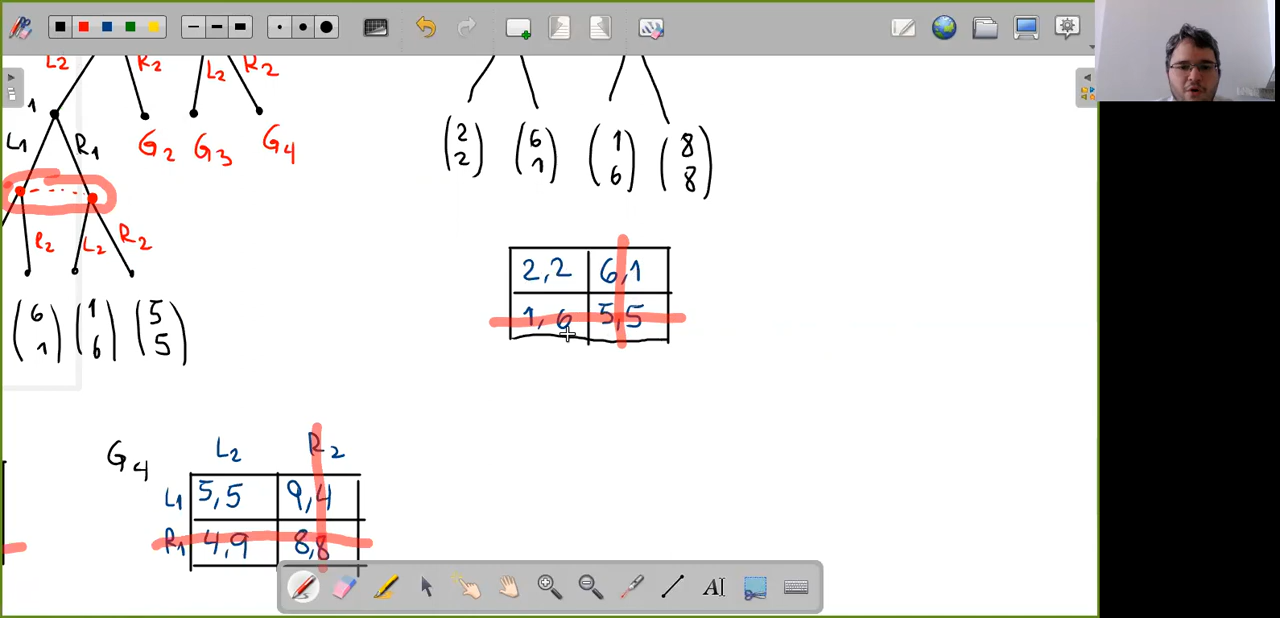 L2 R2 L2 R2
1
L1 R1 G2 G3 G4
R2 L2 R2
(6 1) (1 6) (5 5)
(2 2) (6 1) (1 6) (8 8)
2,2 6,1
1,6 5,5
G4 L2 R2
L1 5,5 9,4
R1 4,9 8,8
A